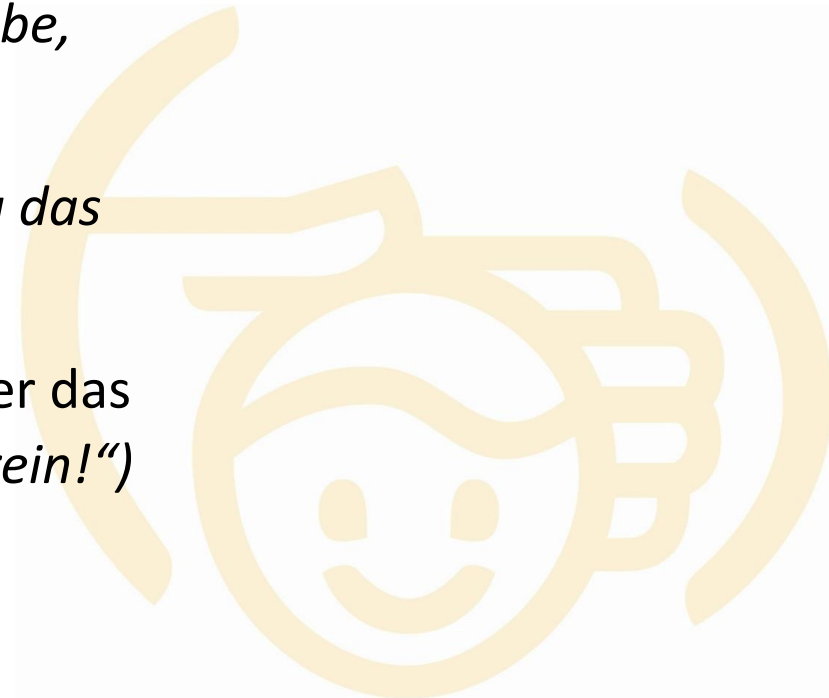 be,
das
er das
ein!“)